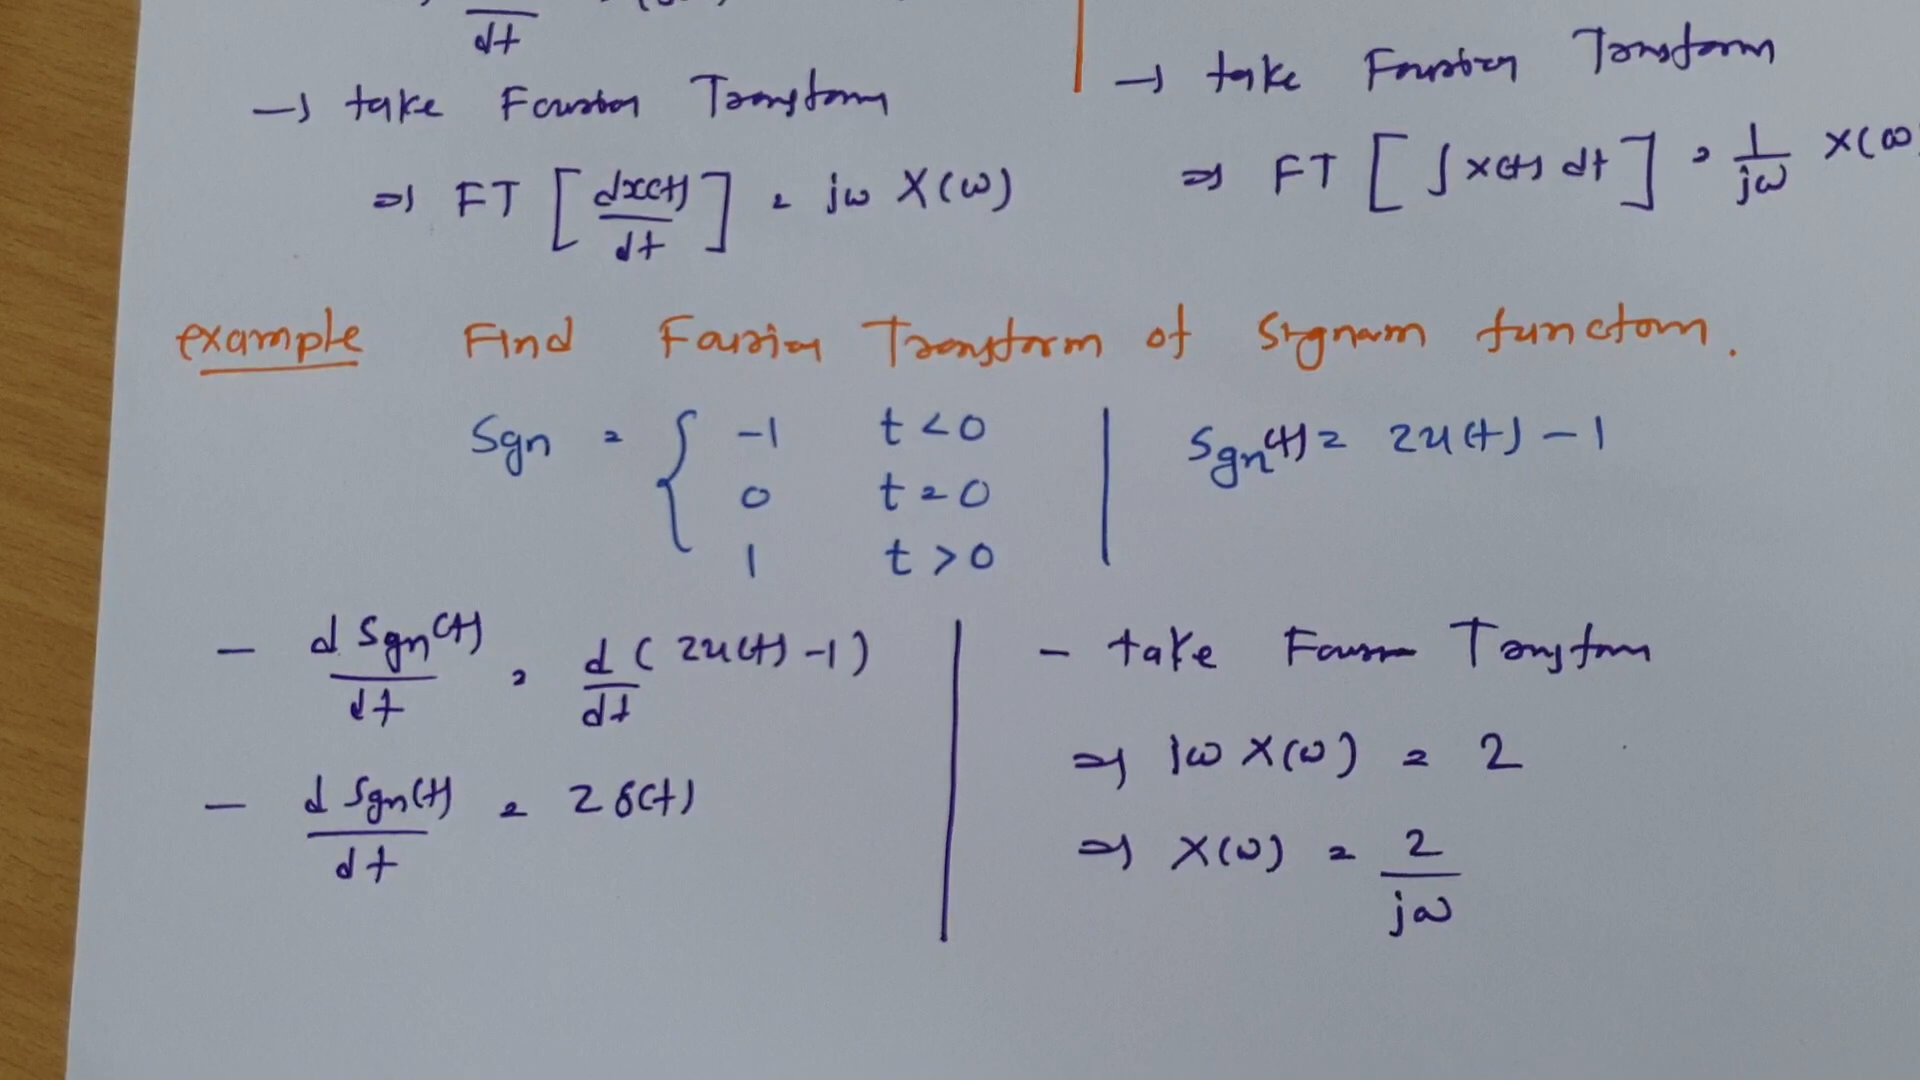 dt
→ take Fourier Transform
⇒ FT [ dx(t) / dt ] = jω X(ω)
→ take Fourier Transform
⇒ FT [ ∫ x(t) dt ] = 1/jω X(ω)
example Find Fourier Transform of Signum function.
Sgn = { -1 t < 0
0 t = 0
1 t > 0
Sgn(t) = 2u(t) - 1
- d Sgn(t) / dt = d/dt ( 2u(t) - 1 )
- d Sgn(t) / dt = 2 δ(t)
- take Fourier Transform
⇒ jω X(ω) = 2
⇒ X(ω) = 2 / jω